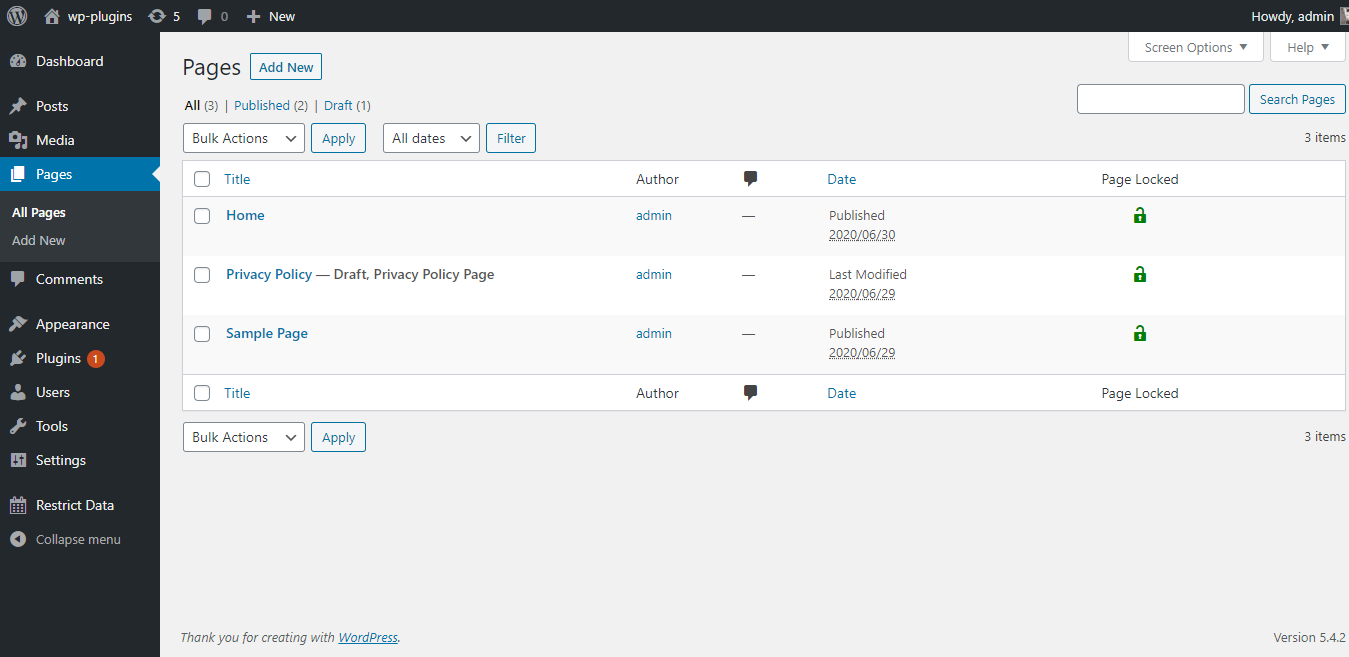 wp-plugins 5 0 New Howdy, admin
Screen Options Help
Dashboard
Posts
Media
Pages
All Pages
Add New
Comments
Appearance
Plugins 1
Users
Tools
Settings
Restrict Data
Collapse menu
Pages Add New
All (3) | Published (2) | Draft (1)
Search Pages
Bulk Actions Apply All dates Filter 3 items
Title Author Date Page Locked
Home admin — Published
2020/06/30
Privacy Policy — Draft, Privacy Policy Page admin — Last Modified
2020/06/29
Sample Page admin — Published
2020/06/29
Title Author Date Page Locked
Bulk Actions Apply 3 items
Thank you for creating with WordPress. Version 5.4.2